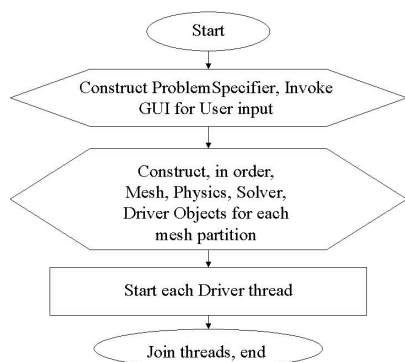 Start
Construct ProblemSpecifier, Invoke
GUI for User input
Construct, in order,
Mesh, Physics, Solver,
Driver Objects for each
mesh partition
Start each Driver thread
Join threads, end